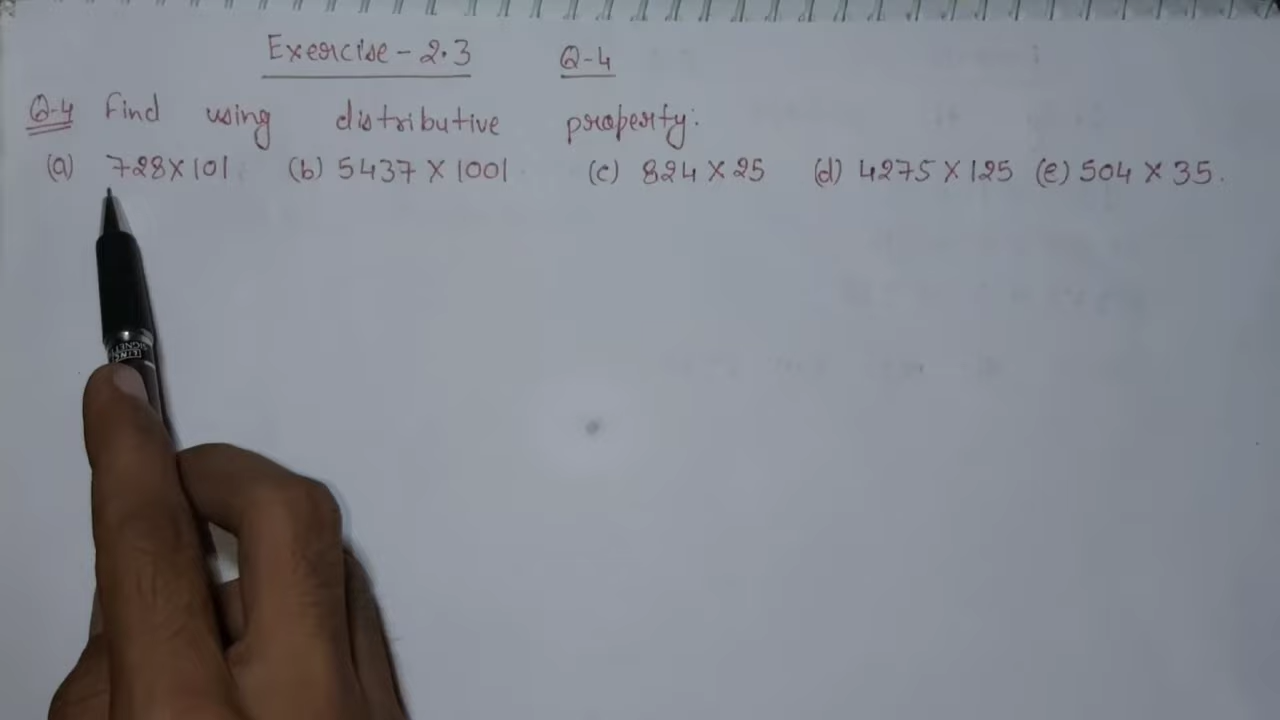 Exercise - 2.3 Q-4
Q-4 Find using distributive property:
(a) 728 X 101 (b) 5437 X 1001 (c) 824 X 25 (d) 4275 X 125 (e) 504 X 35.